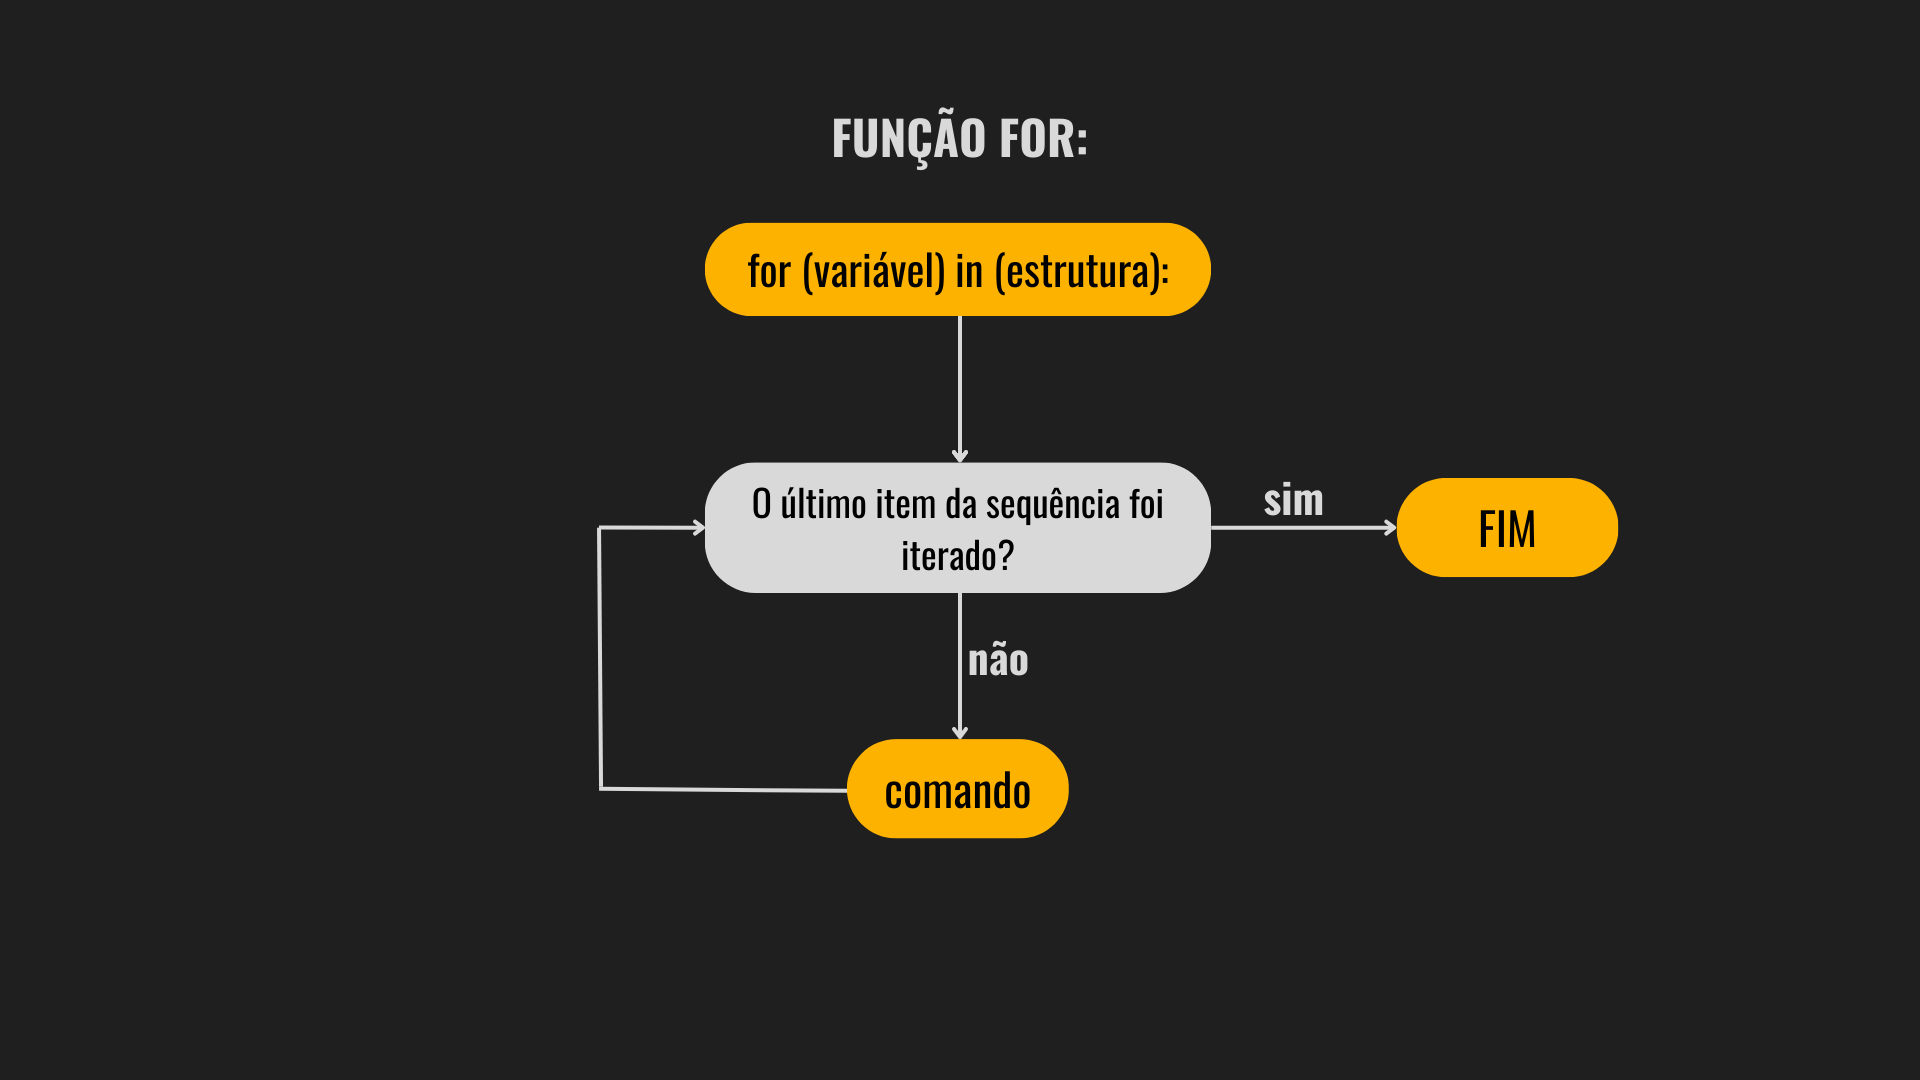 FUNÇÃO FOR:
for (variável) in (estrutura):
O último item da sequência foi
iterado?
sim
FIM
não
comando